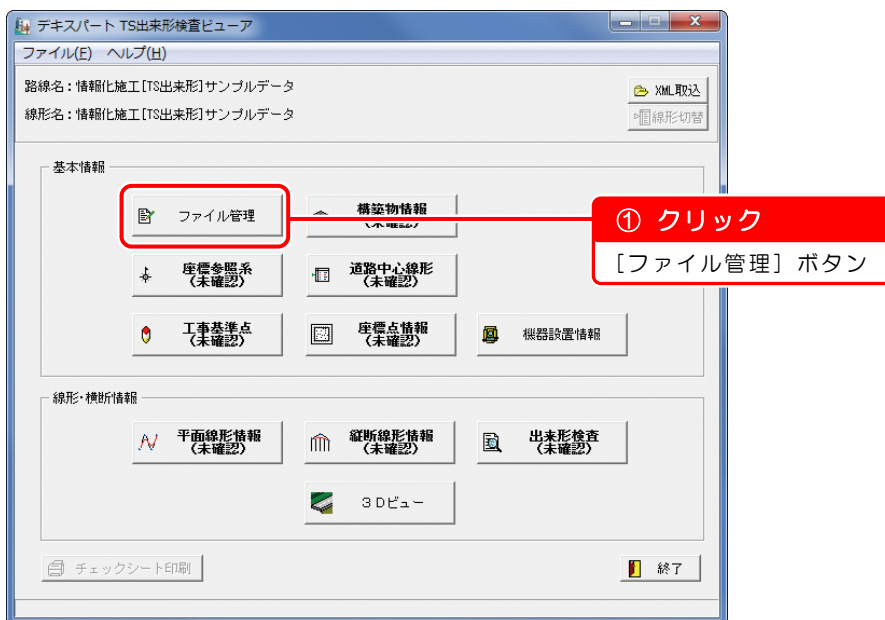 デキスパート TS出来形検査ビューア
ファイル(F) ヘルプ(H)
路線名：情報化施工[TS出来形]サンプルデータ
XML取込
線形名：情報化施工[TS出来形]サンプルデータ
線形切替
基本情報
ファイル管理
構築物情報
(未確認)
① クリック
[ファイル管理] ボタン
座標参照系
(未確認)
道路中心線形
(未確認)
工事基準点
(未確認)
座標点情報
(未確認)
機器設置情報
線形・横断情報
平面線形情報
(未確認)
縦断線形情報
(未確認)
出来形検査
(未確認)
３Ｄビュー
チェックシート印刷
終了